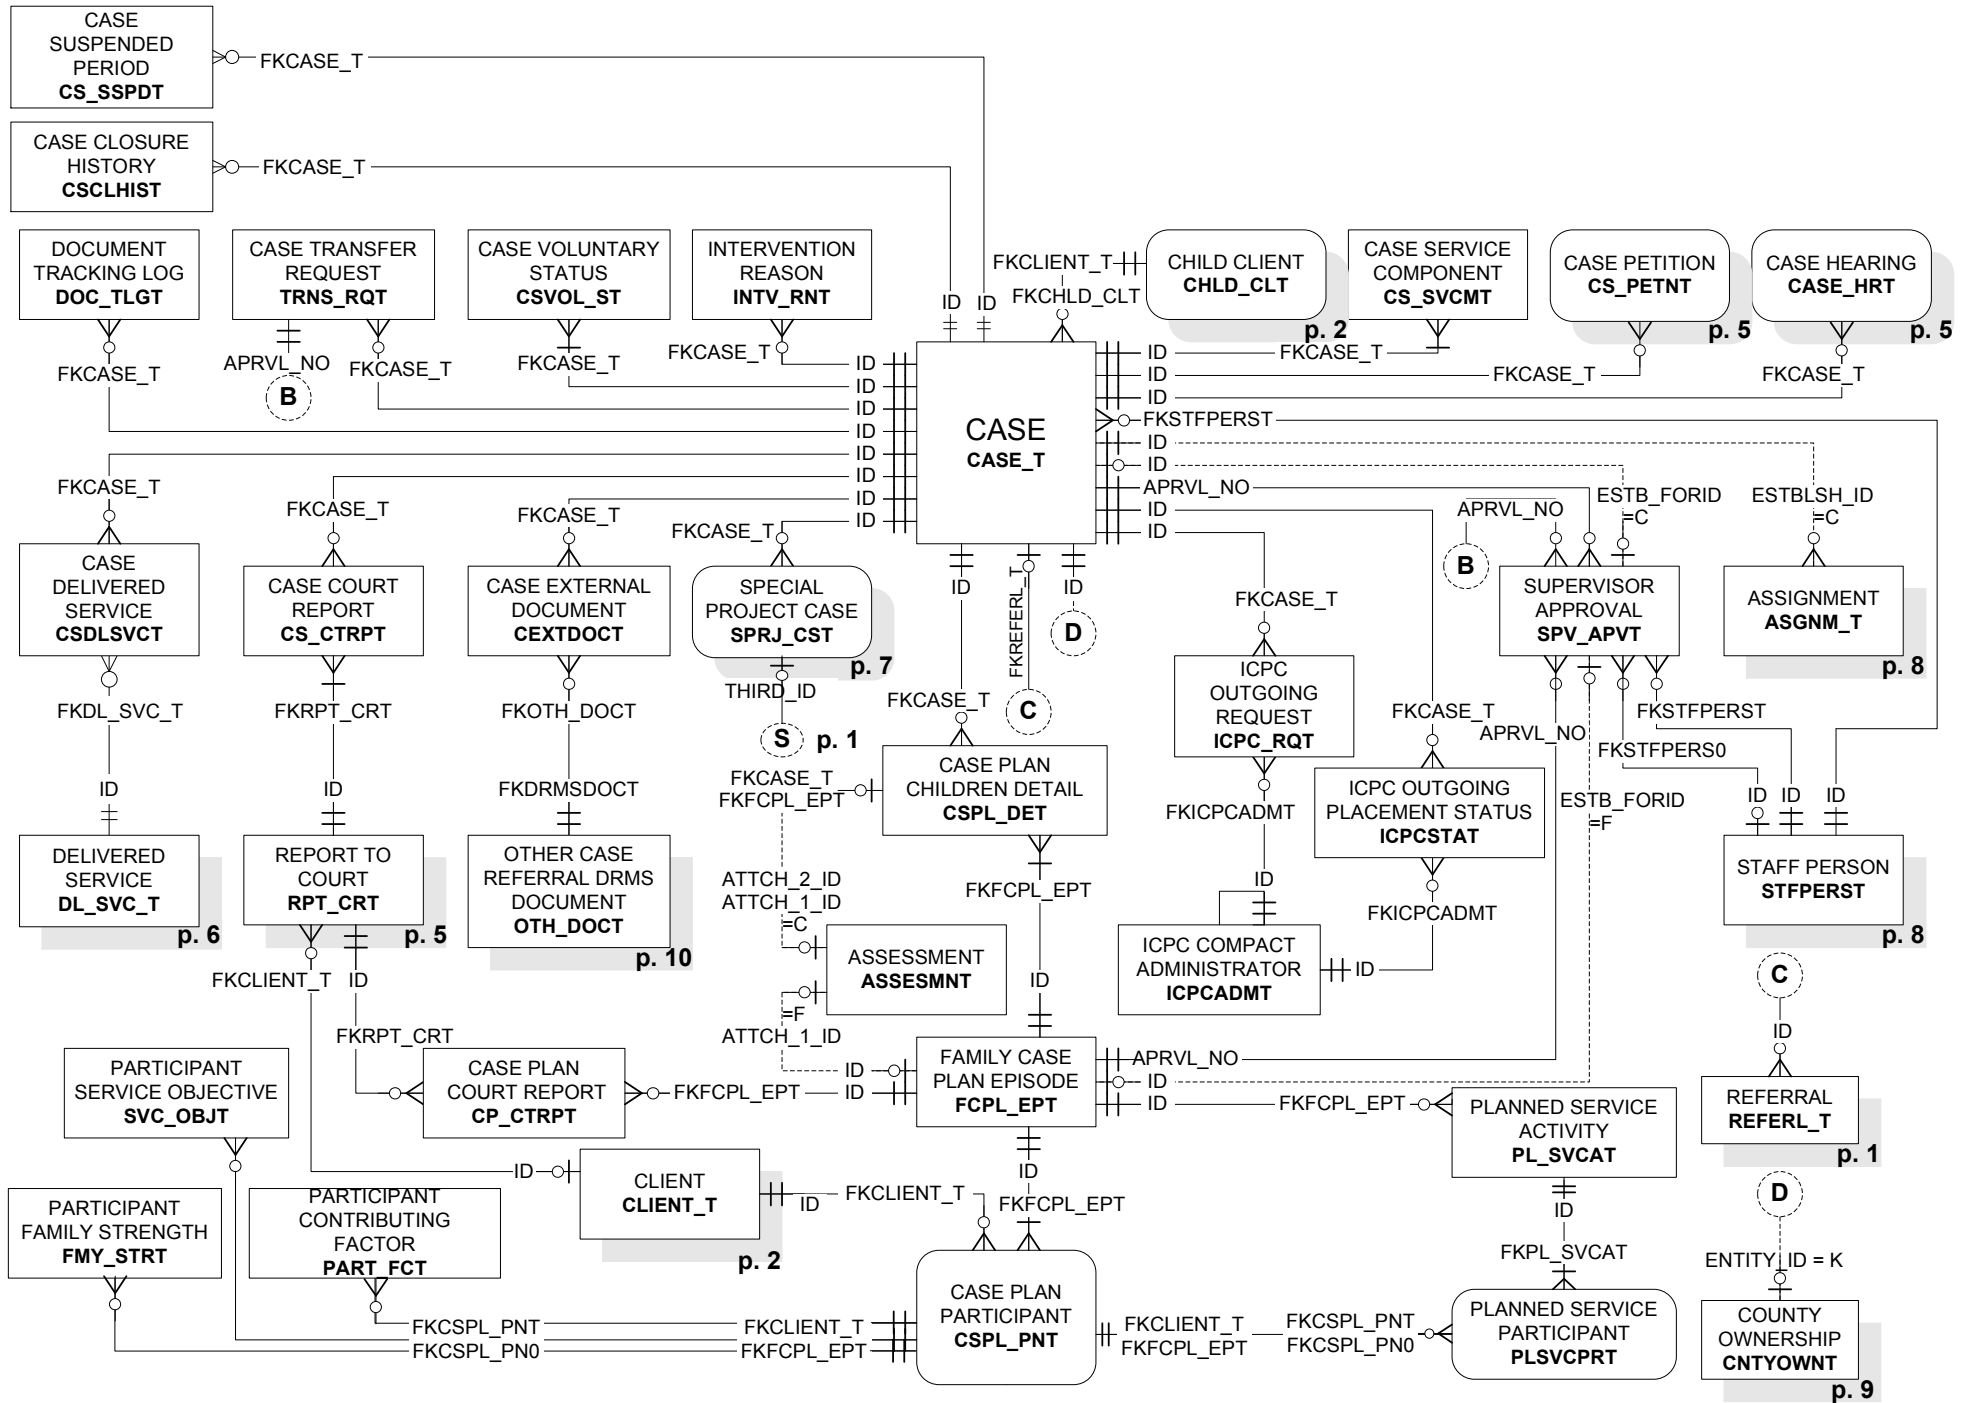 CASE
SUSPENDED
PERIOD
CS_SSPDT
FKCASE_T
CASE CLOSURE
HISTORY
CSCLHIST
FKCASE_T
DOCUMENT
TRACKING LOG
DOC_TLGT
FKCASE_T
CASE TRANSFER
REQUEST
TRNS_RQT
APRVL_NO
B
FKCASE_T
CASE VOLUNTARY
STATUS
CSVOL_ST
FKCASE_T
INTERVENTION
REASON
INTV_RNT
FKCASE_T
ID
ID
FKCLIENT_T
FKCHLD_CLT
CHILD CLIENT
CHLD_CLT
p. 2
CASE SERVICE
COMPONENT
CS_SVCMT
FKCASE_T
CASE PETITION
CS_PETNT
p. 5
FKCASE_T
CASE HEARING
CASE_HRT
p. 5
FKCASE_T
ID
ID
ID
ID
ID
ID
ID
ID
CASE
CASE_T
ID
ID
ID
FKSTFPERST
ID
ID
APRVL_NO
ID
ID
FKCASE_T
CASE
DELIVERED
SERVICE
CSDLSVCT
FKDL_SVC_T
ID
DELIVERED
SERVICE
DL_SVC_T
p. 6
FKCASE_T
CASE COURT
REPORT
CS_CTRPT
FKRPT_CRT
ID
REPORT TO
COURT
RPT_CRT
p. 5
FKCASE_T
CASE EXTERNAL
DOCUMENT
CEXTDOCT
FKOTH_DOCT
FKDRMSDOCT
OTHER CASE
REFERRAL DRMS
DOCUMENT
OTH_DOCT
p. 10
FKCASE_T
SPECIAL
PROJECT CASE
SPRJ_CST
p. 7
THIRD_ID
S
p. 1
ID
FKREFERL_T
C
ID
D
FKCASE_T
CASE PLAN
CHILDREN DETAIL
CSPL_DET
FKCASE_T
FKFCPL_EPT
ATTCH_2_ID
ATTCH_1_ID
=C
ASSESSMENT
ASSESMNT
=F
ATTCH_1_ID
ID
FKFCPL_EPT
ID
FKCASE_T
ICPC
OUTGOING
REQUEST
ICPC_RQT
FKICPCADMT
ID
ICPC COMPACT
ADMINISTRATOR
ICPCADMT
ID
FKCASE_T
ICPC OUTGOING
PLACEMENT STATUS
ICPCSTAT
FKICPCADMT
APRVL_NO
B
ESTB_FORID
=C
ESTBLSH_ID
=C
SUPERVISOR
APPROVAL
SPV_APVT
ASSIGNMENT
ASGNM_T
p. 8
APRVL_NO
ESTB_FORID
=F
FKSTFPERST
FKSTFPERS0
ID
ID
ID
STAFF PERSON
STFPERST
p. 8
C
ID
REFERRAL
REFERL_T
p. 1
D
ENTITY_ID = K
COUNTY
OWNERSHIP
CNTYOWNT
p. 9
FKCLIENT_T
ID
FKRPT_CRT
CASE PLAN
COURT REPORT
CP_CTRPT
FKFCPL_EPT
ID
FAMILY CASE
PLAN EPISODE
FCPL_EPT
APRVL_NO
ID
ID
FKFCPL_EPT
PLANNED SERVICE
ACTIVITY
PL_SVCAT
ID
FKPL_SVCAT
PLANNED SERVICE
PARTICIPANT
PLSVCPRT
PARTICIPANT
SERVICE OBJECTIVE
SVC_OBJT
PARTICIPANT
FAMILY STRENGTH
FMY_STRT
PARTICIPANT
CONTRIBUTING
FACTOR
PART_FCT
ID
CLIENT
CLIENT_T
p. 2
ID
FKCLIENT_T
ID
FKFCPL_EPT
CASE PLAN
PARTICIPANT
CSPL_PNT
FKCSPL_PNT
FKCSPL_PN0
FKCLIENT_T
FKFCPL_EPT
FKCLIENT_T
FKFCPL_EPT
FKCSPL_PNT
FKCSPL_PN0